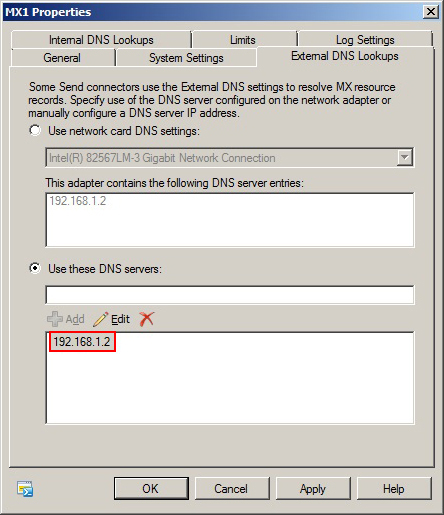 MX1 Properties
Internal DNS Lookups
Limits
Log Settings
General
System Settings
External DNS Lookups
Some Send connectors use the External DNS settings to resolve MX resource
records. Specify use of the DNS server configured on the network adapter or
manually configure a DNS server IP address.
Use network card DNS settings:
Intel(R) 82567LM-3 Gigabit Network Connection
This adapter contains the following DNS server entries:
192.168.1.2
Use these DNS servers:
Add Edit
192.168.1.2
OK Cancel Apply Help